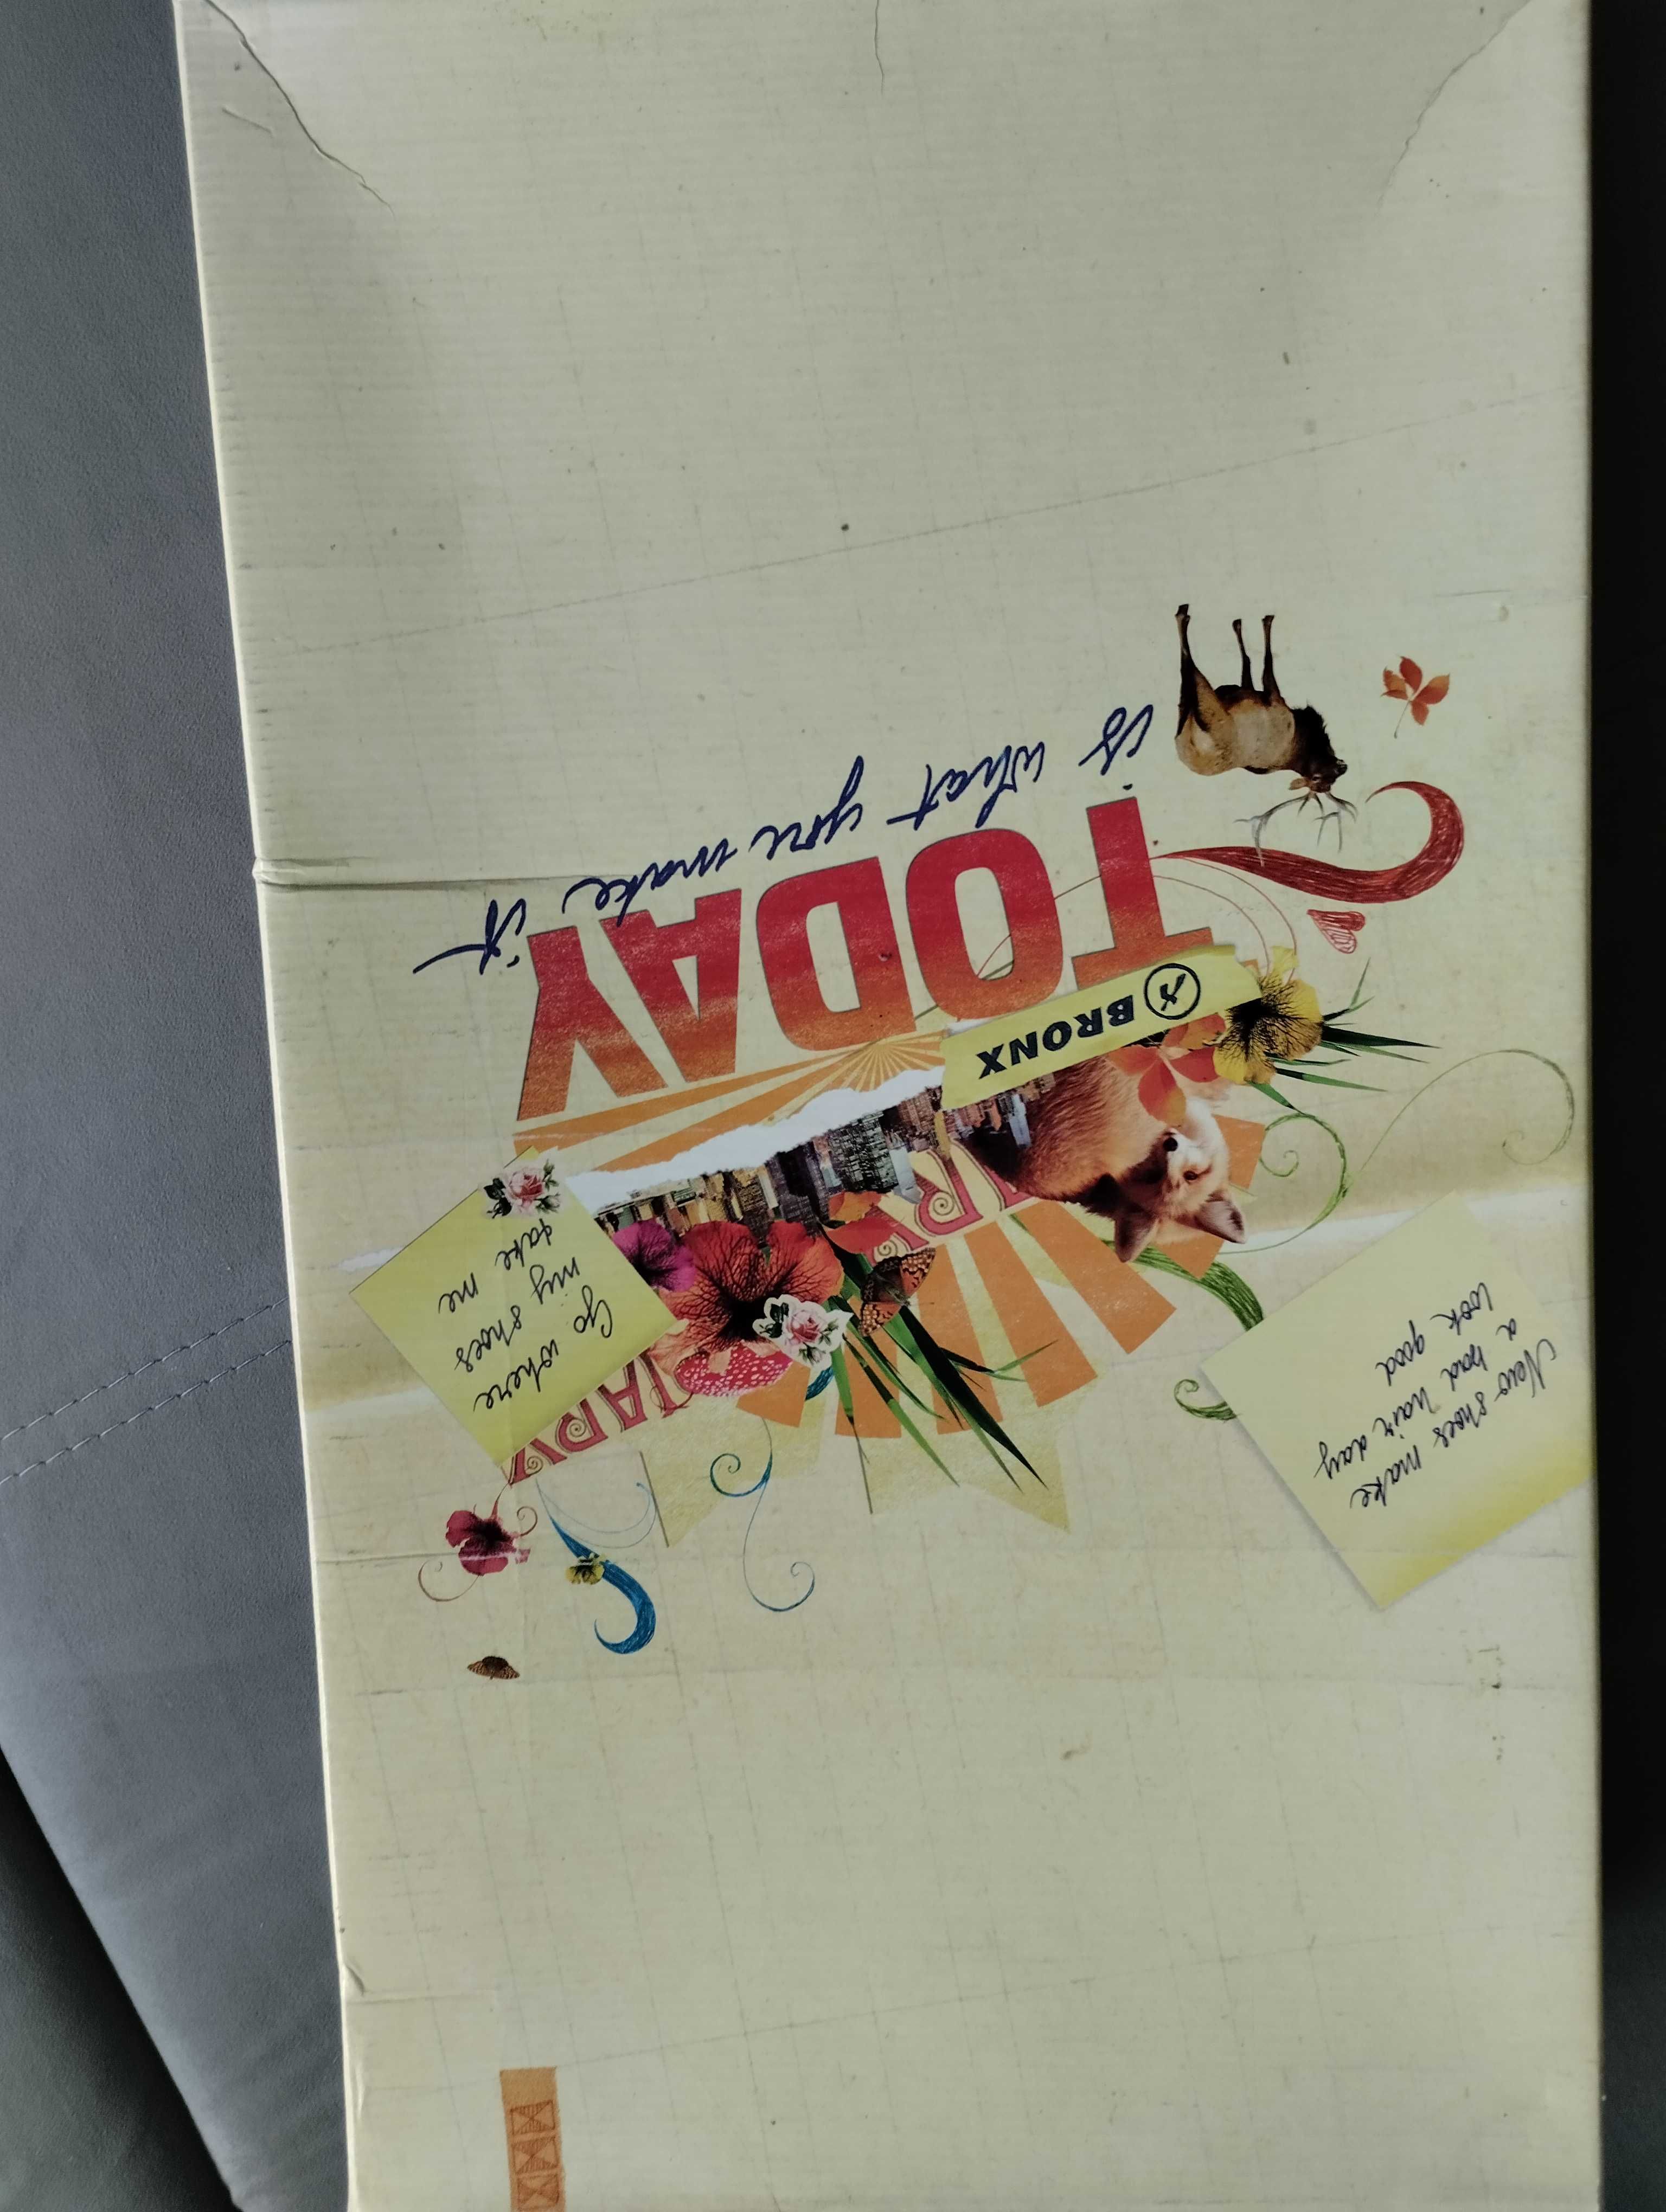 New shoes make
a bad hair day
look good
Go where
my shoes
take me
BRONX
TODAY
is what you make it